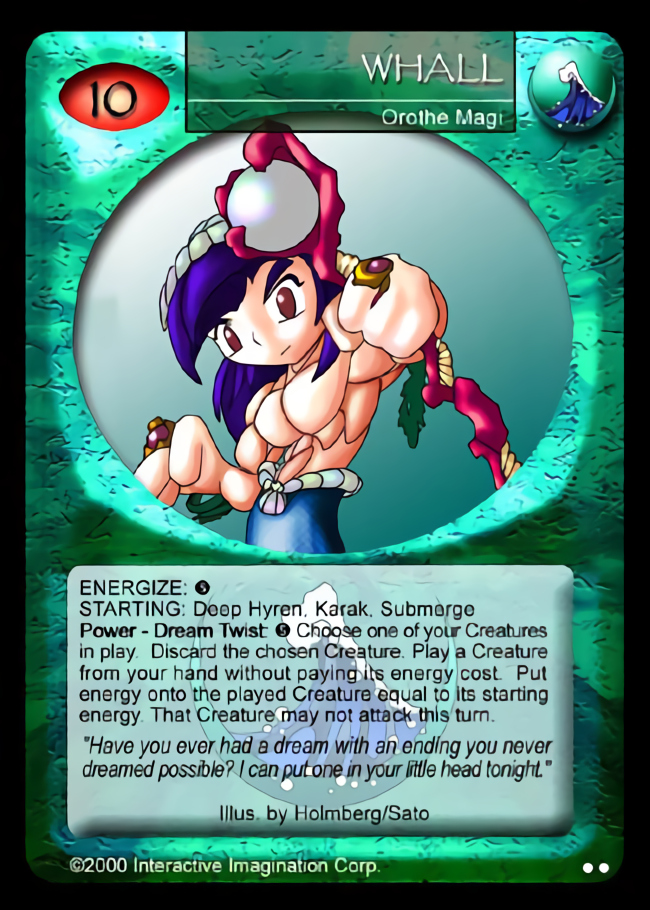 10
WHALL
Orothe Magi
ENERGIZE: 5
STARTING: Deep Hyren, Karak, Submerge
Power - Dream Twist: 5 Choose one of your Creatures
in play. Discard the chosen Creature. Play a Creature
from your hand without paying its energy cost. Put
energy onto the played Creature equal to its starting
energy. That Creature may not attack this turn.
"Have you ever had a dream with an ending you never
dreamed possible? I can put one in your little head tonight."
Illus. by Holmberg/Sato
©2000 Interactive Imagination Corp.